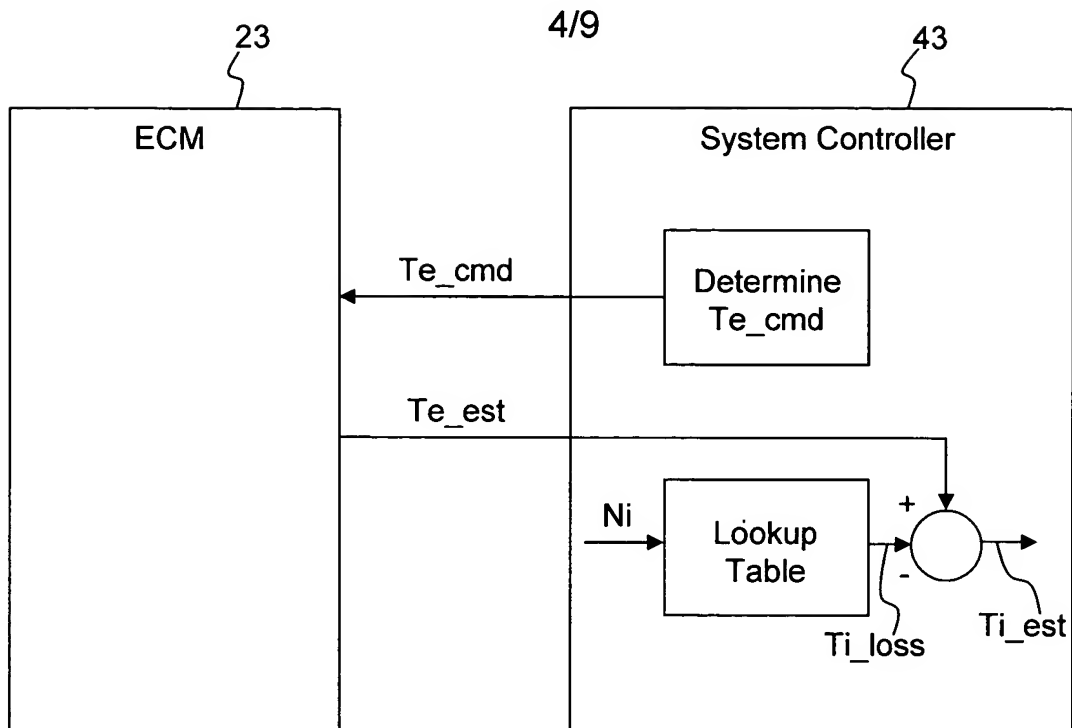 4/9
23
43
ECM
System Controller
Te_cmd
Determine
Te_cmd
Te_est
Ni
Lookup
Table
+
-
Ti_loss
Ti_est